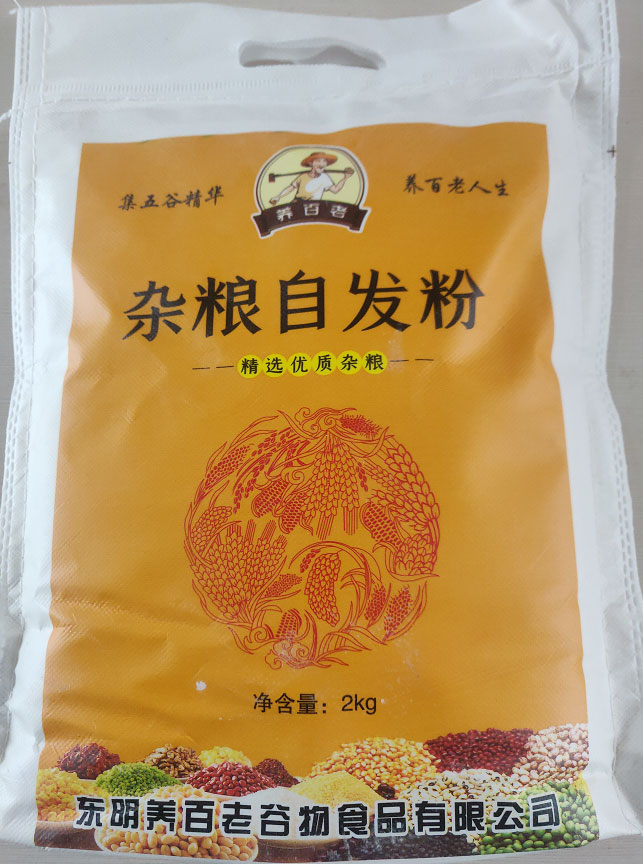 集五谷精华
养百老人生
养百老
杂粮自发粉
精选优质杂粮
净含量：2kg
东明养百老谷物食品有限公司